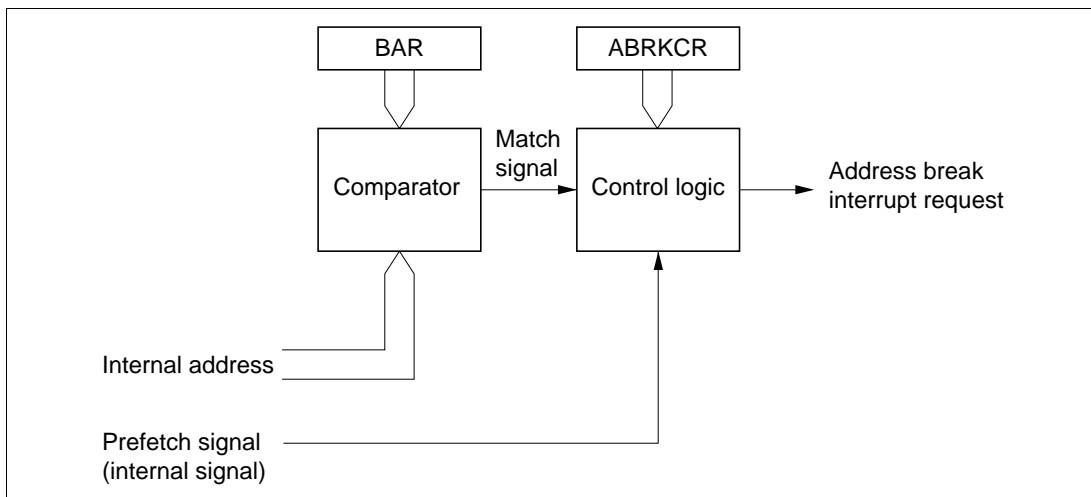 BAR
ABRKCR
Match
signal
Comparator
Control logic
Address break
interrupt request
Internal address
Prefetch signal
(internal signal)